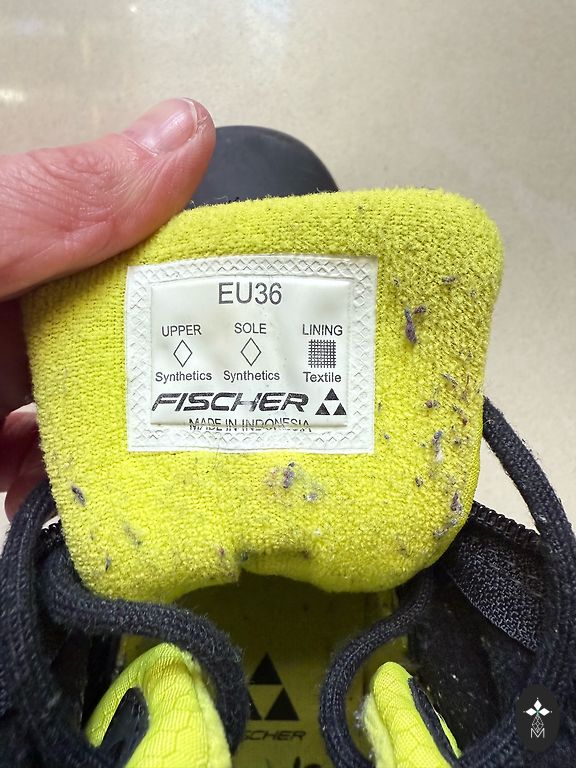 EU36
UPPER SOLE LINING
Synthetics Synthetics Textile
FISCHER
MADE IN INDONESIA
FISCHER
M